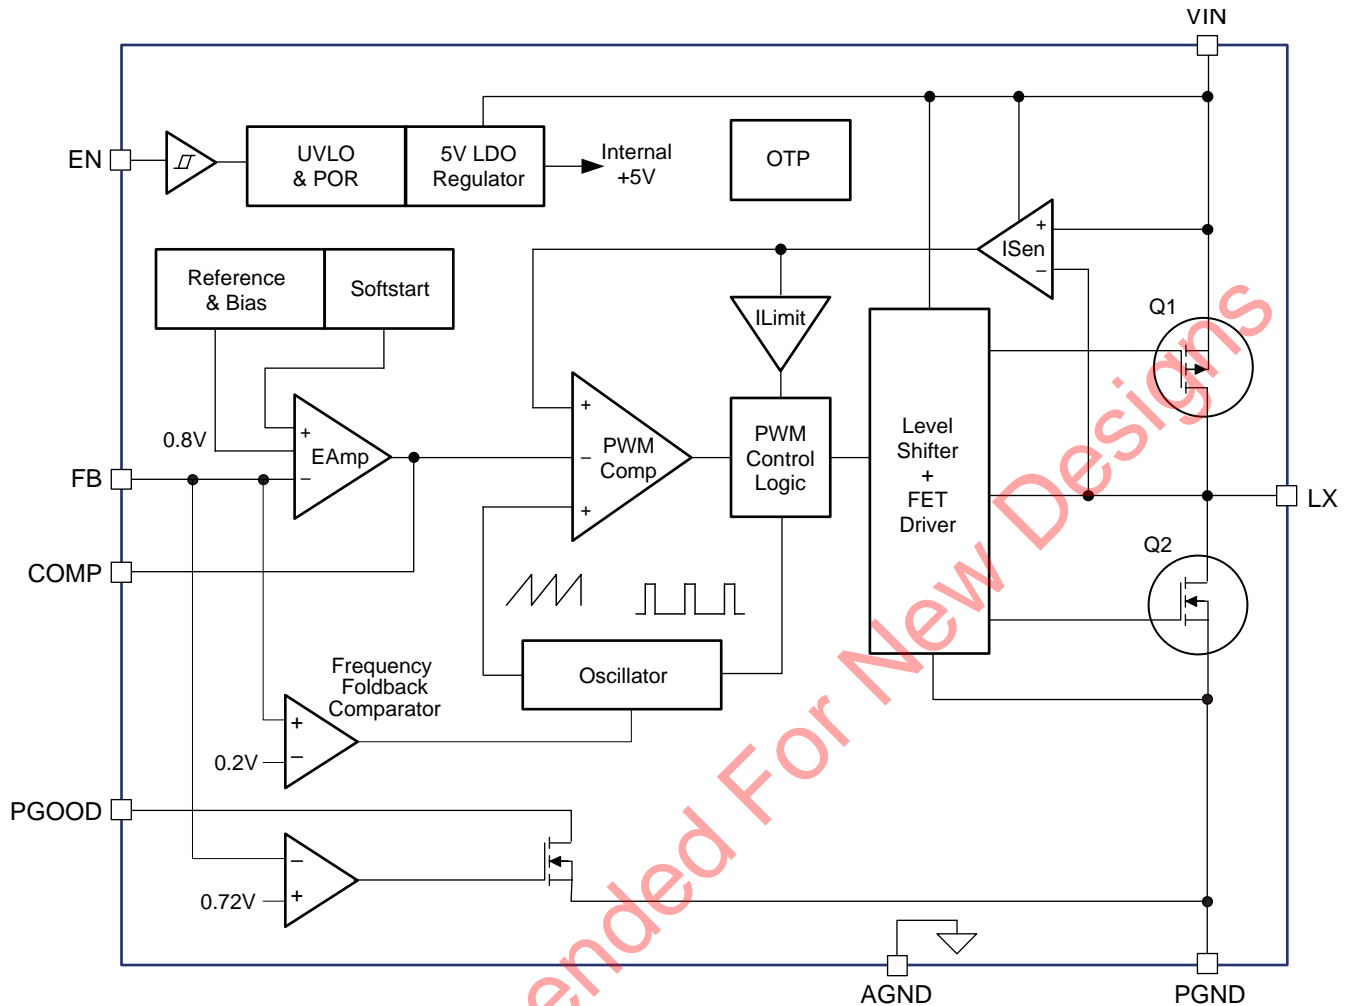 VIN
EN
UVLO
& POR
5V LDO
Regulator
Internal
+5V
OTP
+
ISen
−
Reference
& Bias
Softstart
ILimit
Q1
+
0.8V
EAmp
−
FB
+
−
PWM
Comp
+
PWM
Control
Logic
Level
Shifter
+
FET
Driver
LX
Q2
COMP
Oscillator
Frequency
Foldback
Comparator
+
0.2V
−
PGOOD
−
0.72V
+
AGND
PGND
ended For New Designs